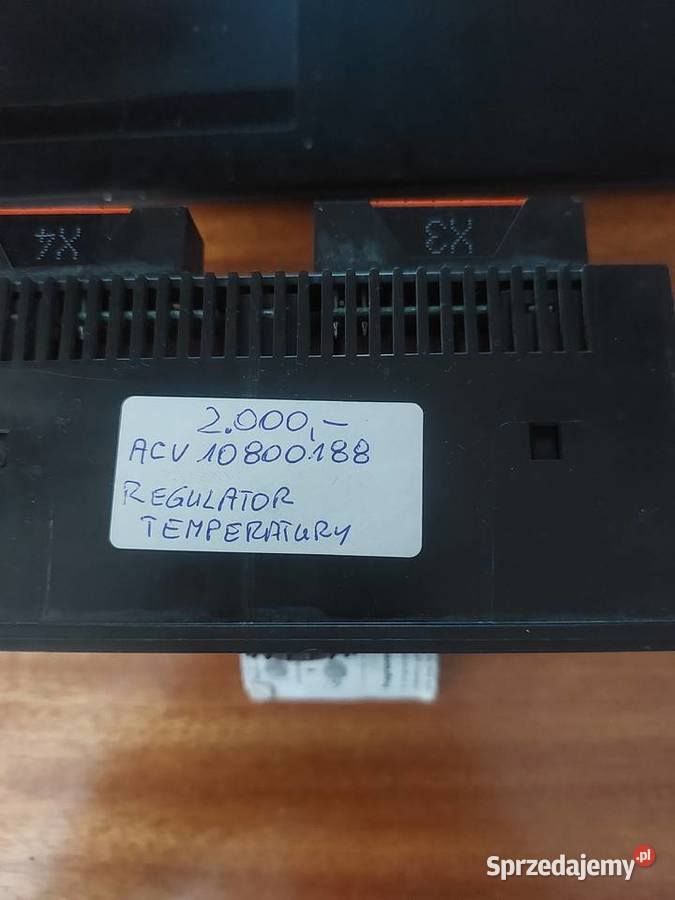 X4
X3
2.000,-
ACV 10800188
REGULATOR
TEMPERATURY
Sprzedajemy.pl